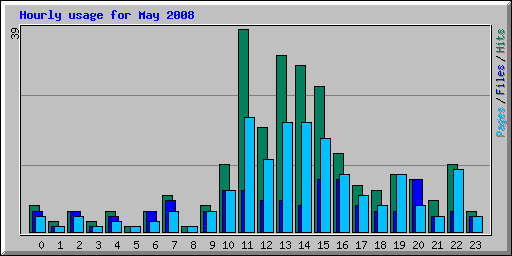 Hourly usage for May 2008
39
Pages / Files / Hits
0 1 2 3 4 5 6 7 8 9 10 11 12 13 14 15 16 17 18 19 20 21 22 23